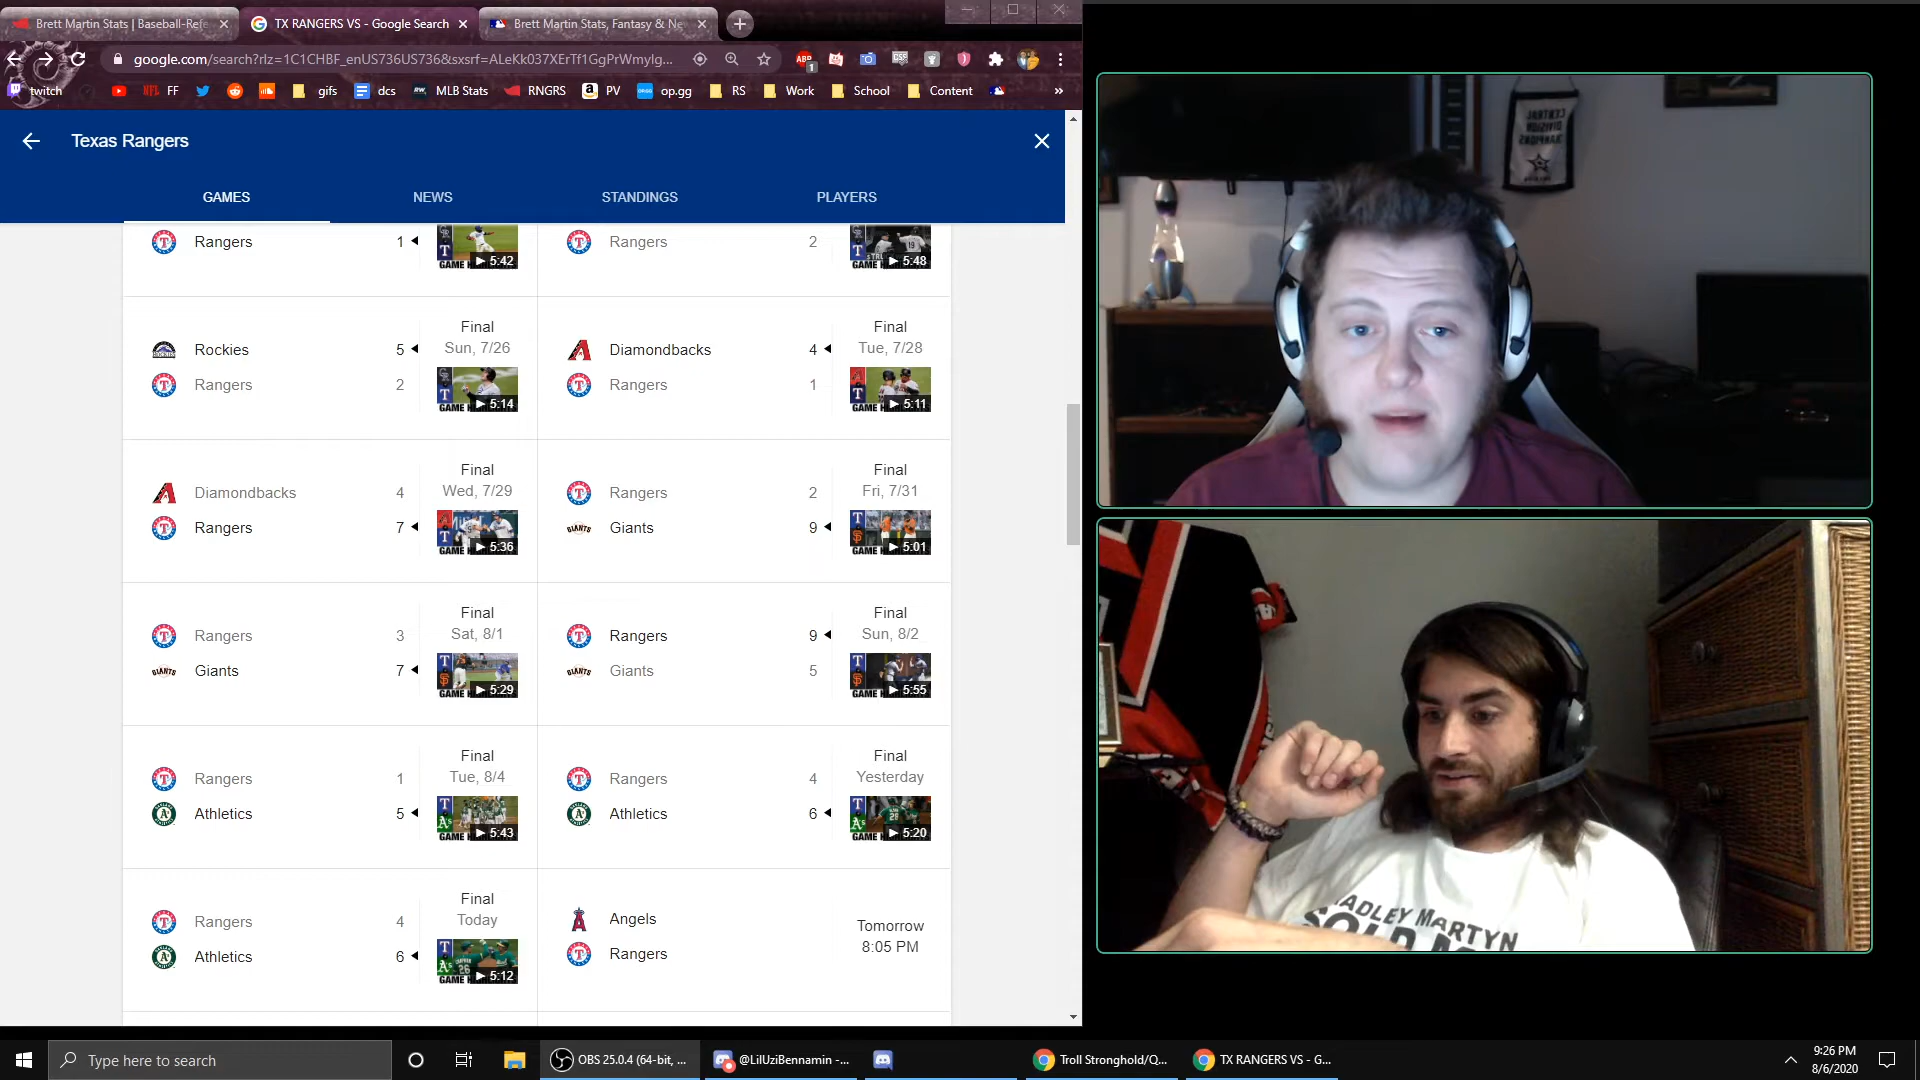 Brett Martin Stats | Baseball-Refe
TX RANGERS VS - Google Search
Brett Martin Stats, Fantasy & Ne
google.com/search?rlz=1C1CHBF_enUS736US736&sxsrf=ALeKk037XErTf1GgPrWmylg...
twitch
FF
gifs
dcs
MLB Stats
RNGRS
PV
op.gg
RS
Work
School
Content
»
Texas Rangers
GAMES
NEWS
STANDINGS
PLAYERS
Rangers 1
5:42
Rangers 2
5:48
Rockies 5
Rangers 2
Final
Sun, 7/26
5:14
Diamondbacks 4
Rangers 1
Final
Tue, 7/28
5:11
Diamondbacks 4
Rangers 7
Final
Wed, 7/29
5:36
Rangers 2
Giants 9
Final
Fri, 7/31
5:01
Rangers 3
Giants 7
Final
Sat, 8/1
5:29
Rangers 9
Giants 5
Final
Sun, 8/2
5:55
Rangers 1
Athletics 5
Final
Tue, 8/4
5:43
Rangers 4
Athletics 6
Final
Yesterday
5:20
Rangers 4
Athletics 6
Final
Today
5:12
Angels
Rangers
Tomorrow
8:05 PM
CENTRAL
DIVISION
CHAMPIONS
ADLEY MARTYN
Type here to search
OBS 25.0.4 (64-bit, ...
@LilUziBennamin -...
Troll Stronghold/Q...
TX RANGERS VS - G...
9:26 PM
8/6/2020